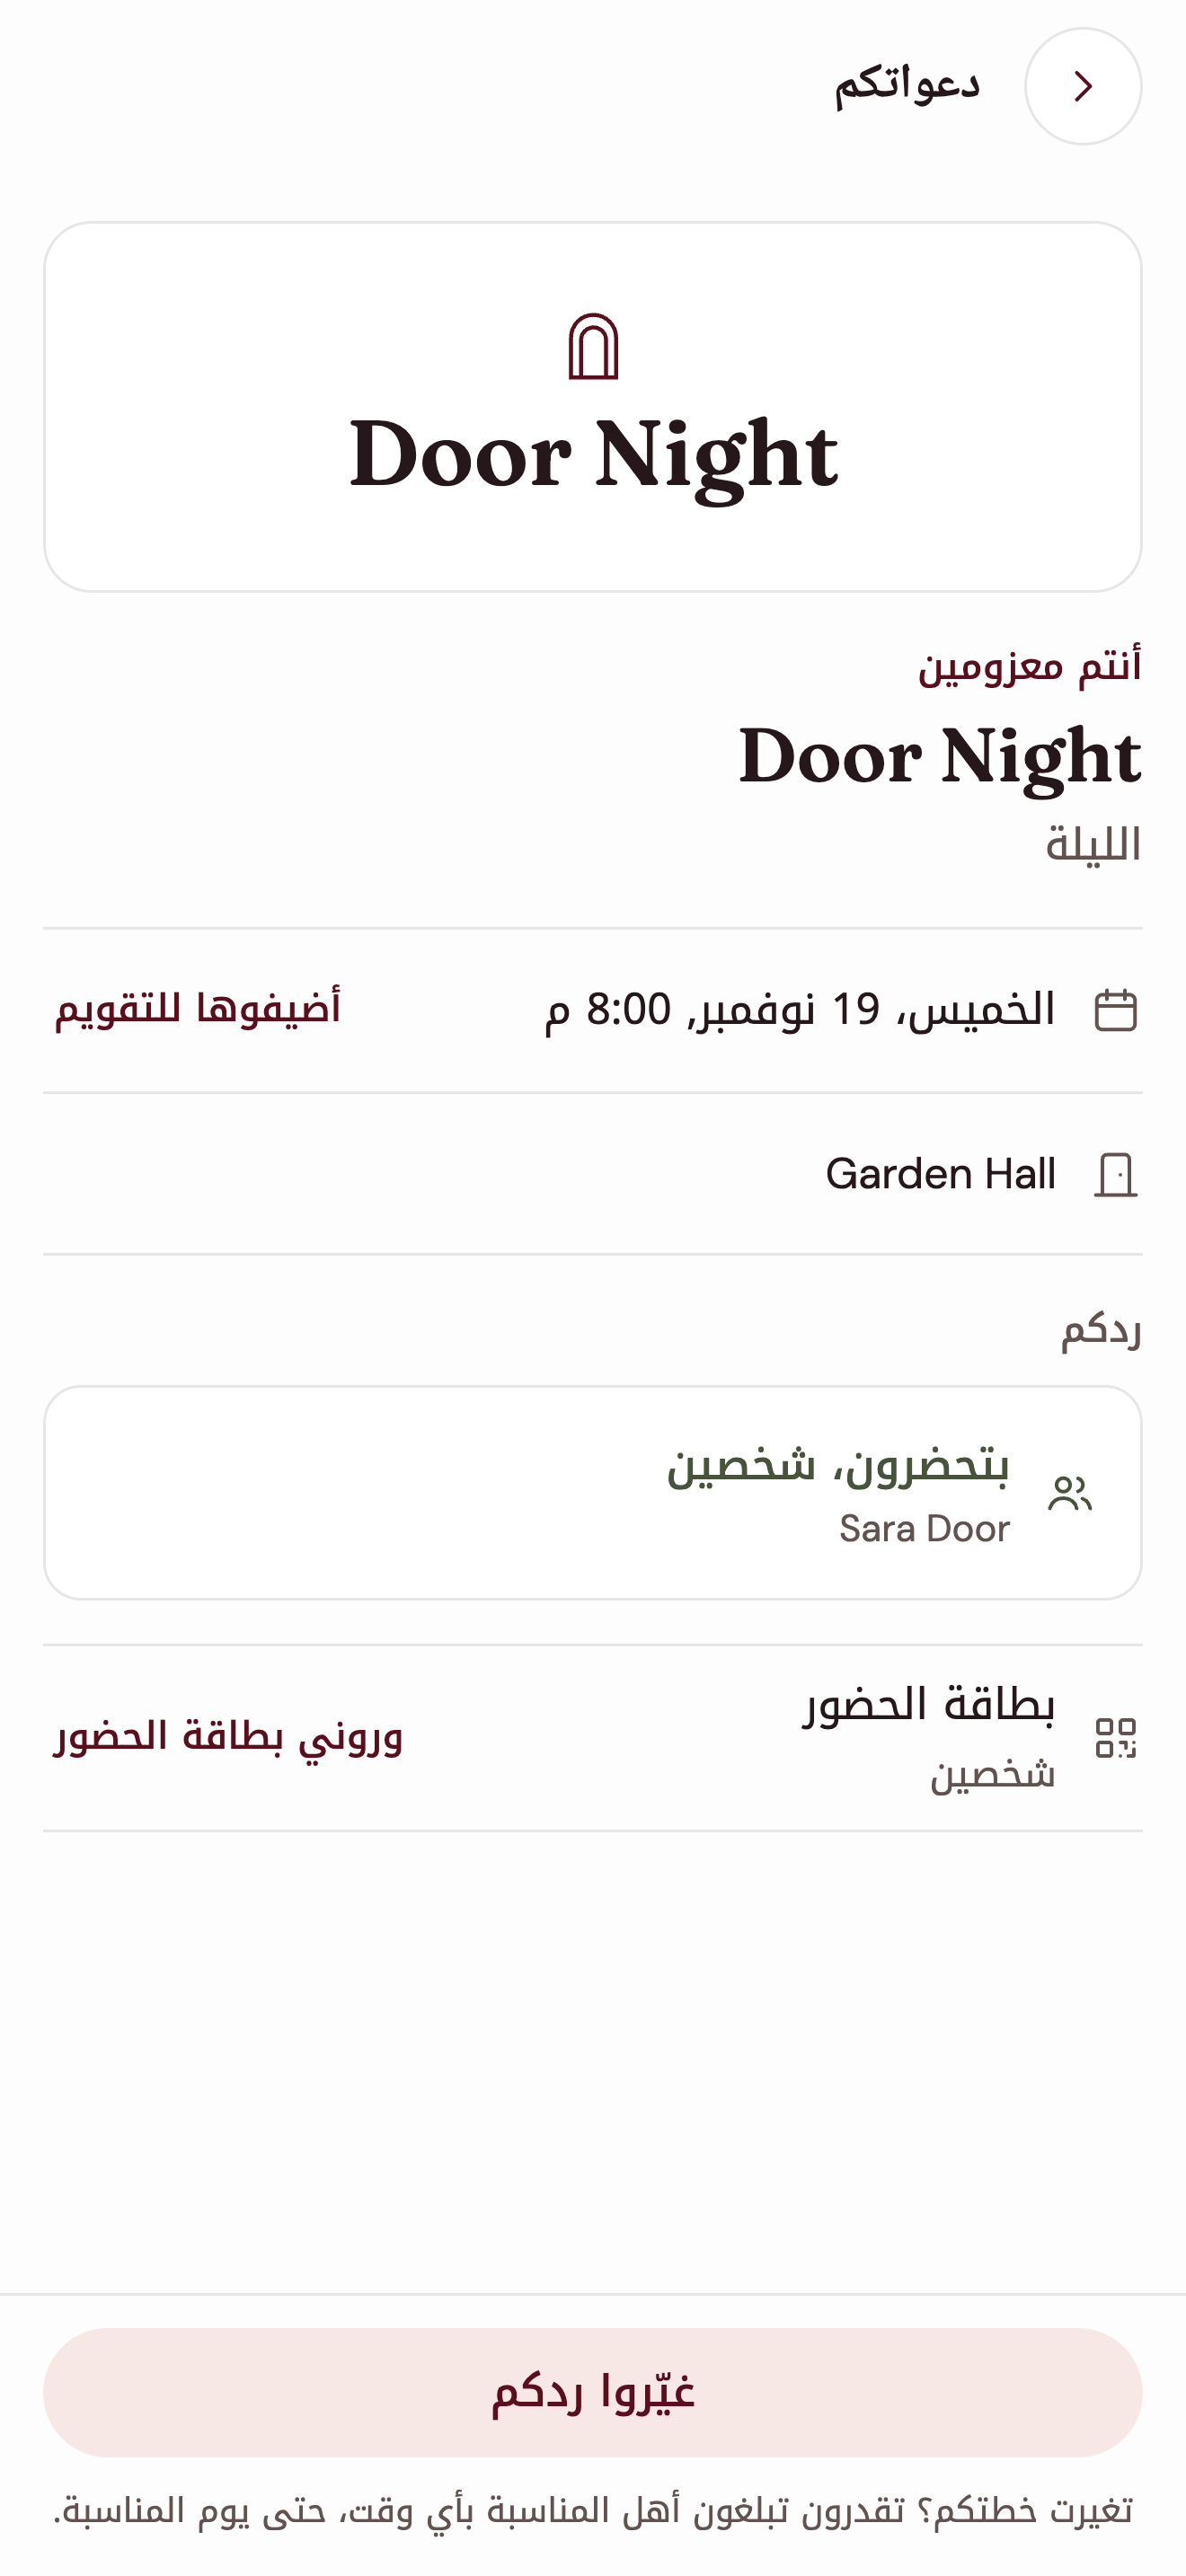 دعواتكم
Door Night
أنتم معزومين
Door Night
الليلة
الخميس، 19 نوفمبر, 8:00 م
أضيفوها للتقويم
Garden Hall
ردكم
بتحضرون، شخصين
Sara Door
بطاقة الحضور
شخصين
وروني بطاقة الحضور
غيّروا ردكم
تغيرت خطتكم؟ تقدرون تبلغون أهل المناسبة بأي وقت، حتى يوم المناسبة.